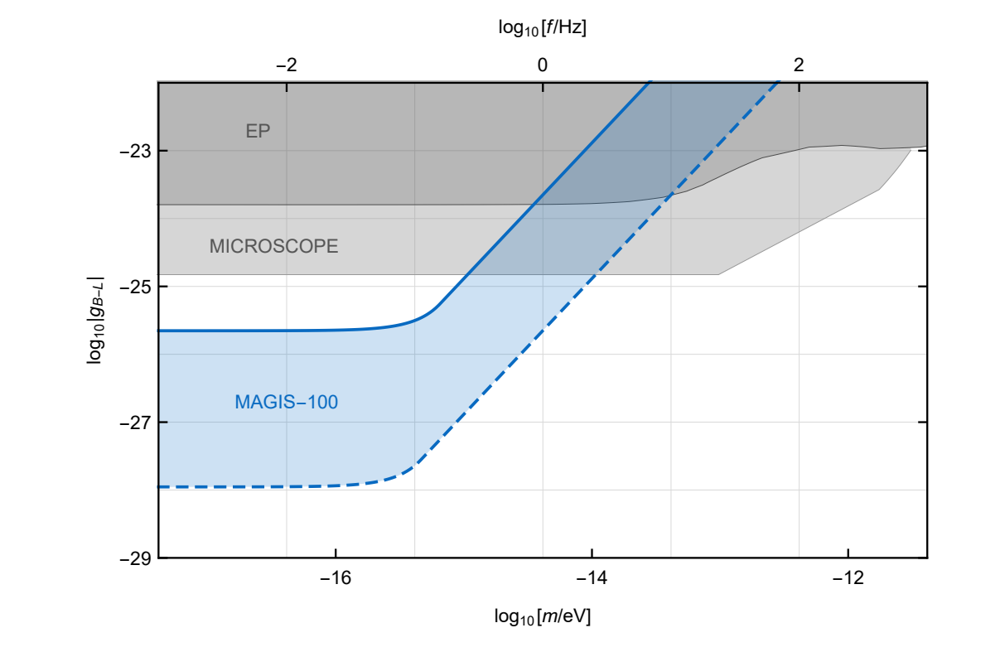 log₁₀[f/Hz]
−2 0 2
EP
−23
MICROSCOPE
−25
log₁₀|g_B−L|
MAGIS−100
−27
−29
−16 −14 −12
log₁₀[m/eV]